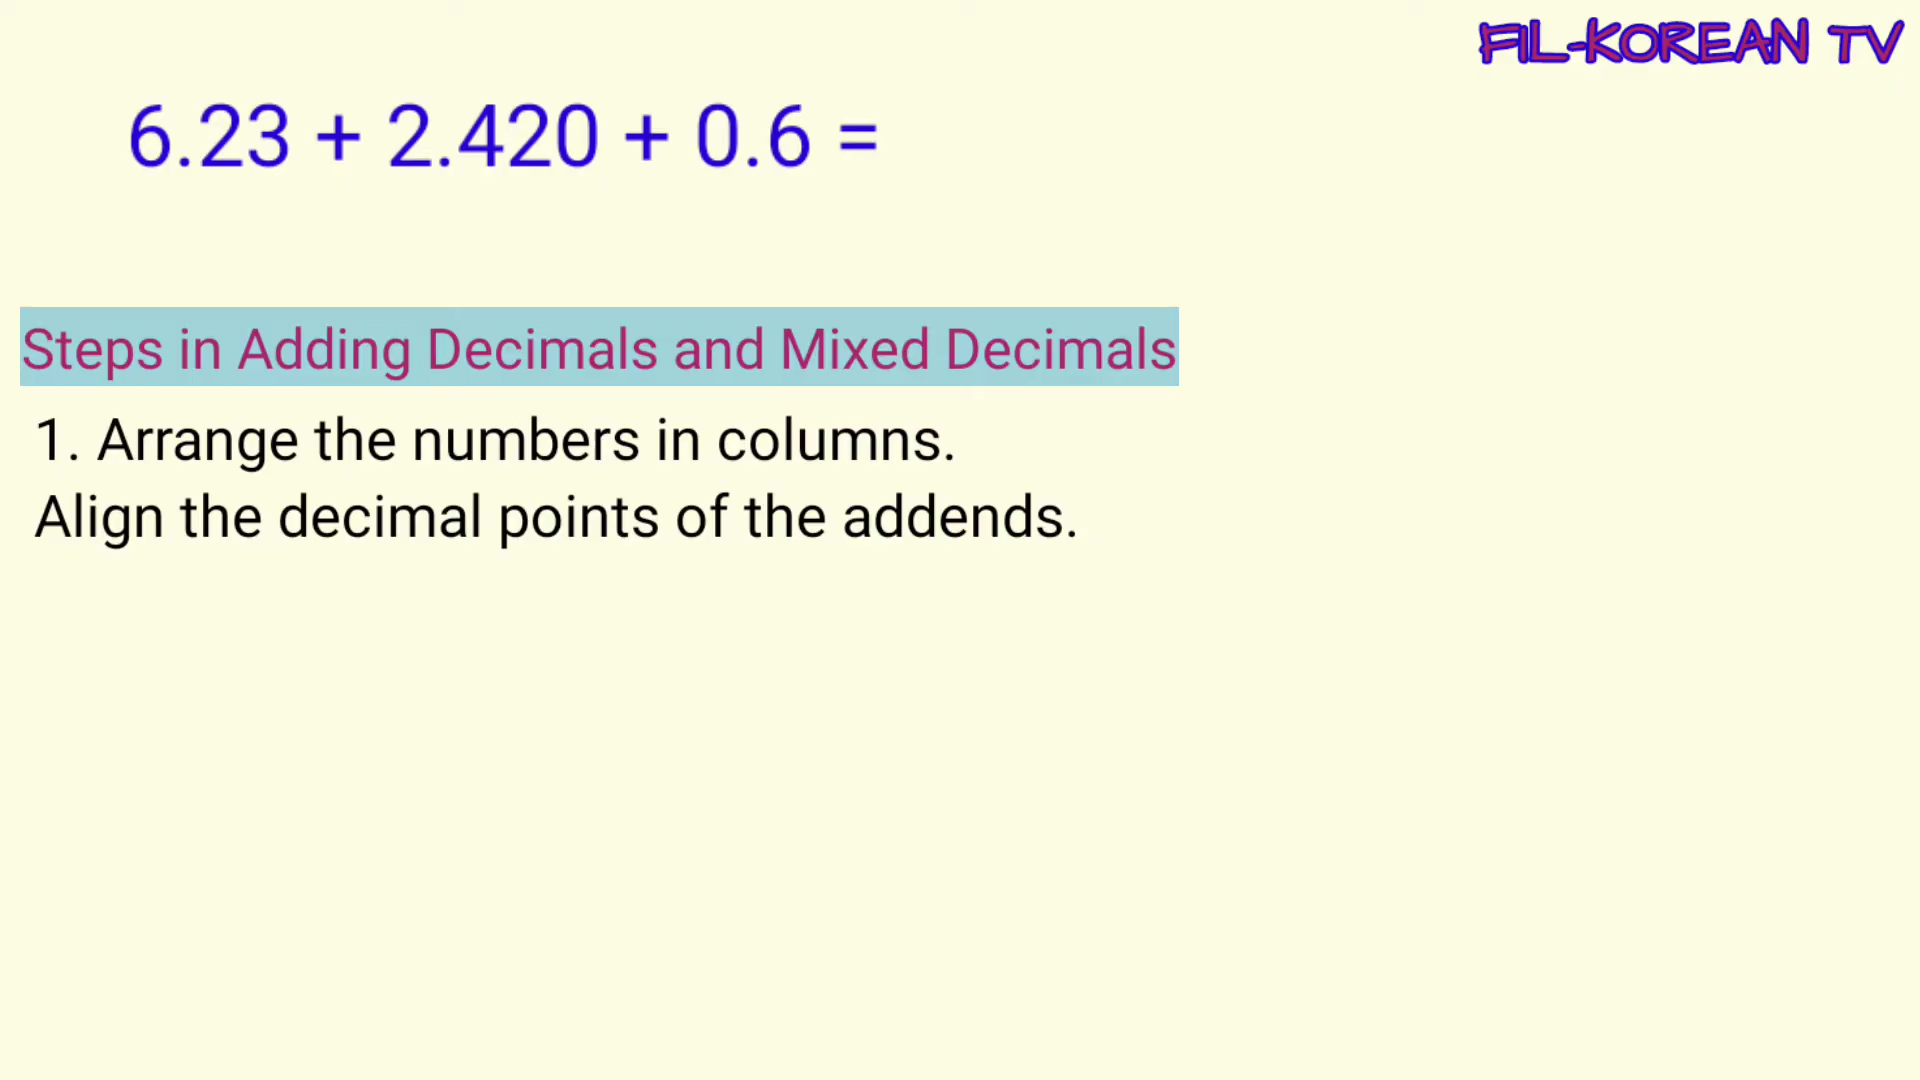 FIL-KOREAN TV
6.23 + 2.420 + 0.6 =
Steps in Adding Decimals and Mixed Decimals
1. Arrange the numbers in columns.
Align the decimal points of the addends.